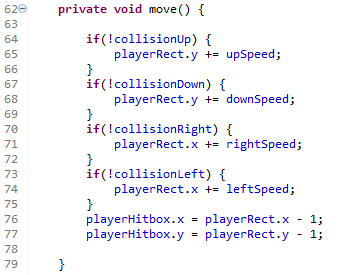 62 private void move() {
63
64 if(!collisionUp) {
65 playerRect.y += upSpeed;
66 }
67 if(!collisionDown) {
68 playerRect.y += downSpeed;
69 }
70 if(!collisionRight) {
71 playerRect.x += rightSpeed;
72 }
73 if(!collisionLeft) {
74 playerRect.x += leftSpeed;
75 }
76 playerHitbox.x = playerRect.x - 1;
77 playerHitbox.y = playerRect.y - 1;
78
79 }